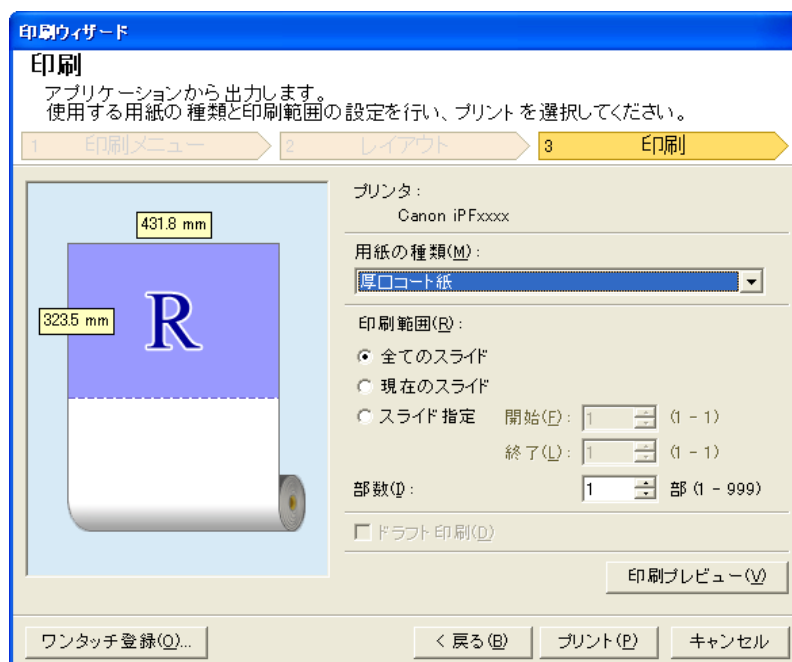 印刷ウィザード
印刷
アプリケーションから出力します。
使用する用紙の種類と印刷範囲の設定を行い、プリントを選択してください。
1 印刷メニュー 2 レイアウト 3 印刷
プリンタ:
Canon iPFxxxx
431.8 mm
用紙の種類(M):
厚口コート紙
323.5 mm
R
印刷範囲(R):
全てのスライド
現在のスライド
スライド指定 開始(F): 1 (1 - 1)
終了(L): 1 (1 - 1)
部数(I): 1 部 (1 - 999)
ドラフト印刷(D)
印刷プレビュー(V)
ワンタッチ登録(O)... < 戻る(B) プリント(P) キャンセル